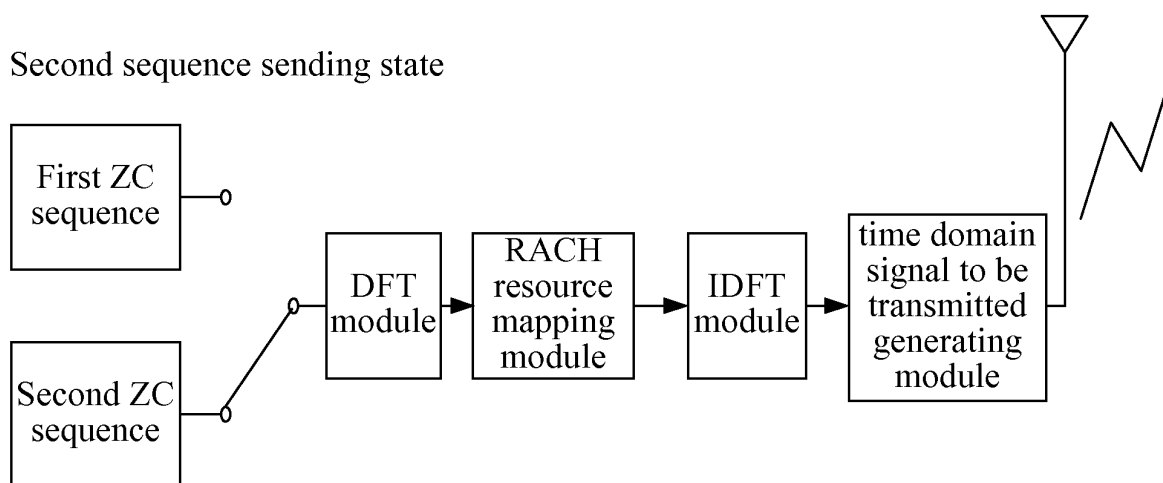 Second sequence sending state
First ZC
sequence
Second ZC
sequence
DFT
module
RACH
resource
mapping
module
IDFT
module
time domain
signal to be
transmitted
generating
module